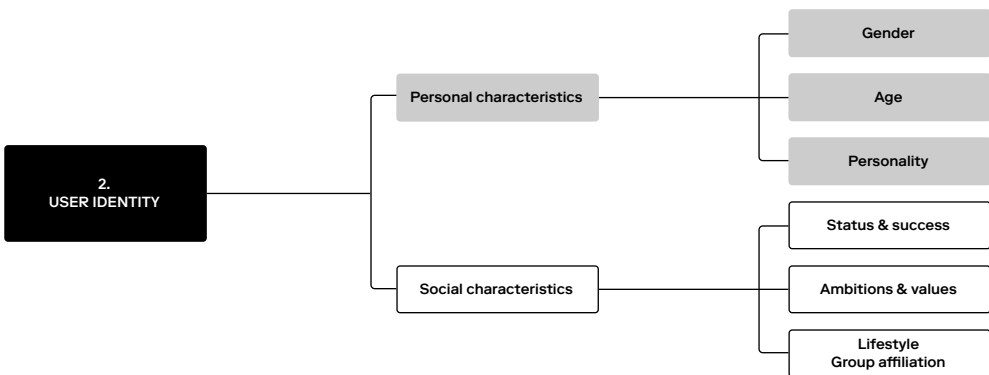 Gender
Personal characteristics
Age
Personality
2.
USER IDENTITY
Status & success
Social characteristics
Ambitions & values
Lifestyle
Group affiliation